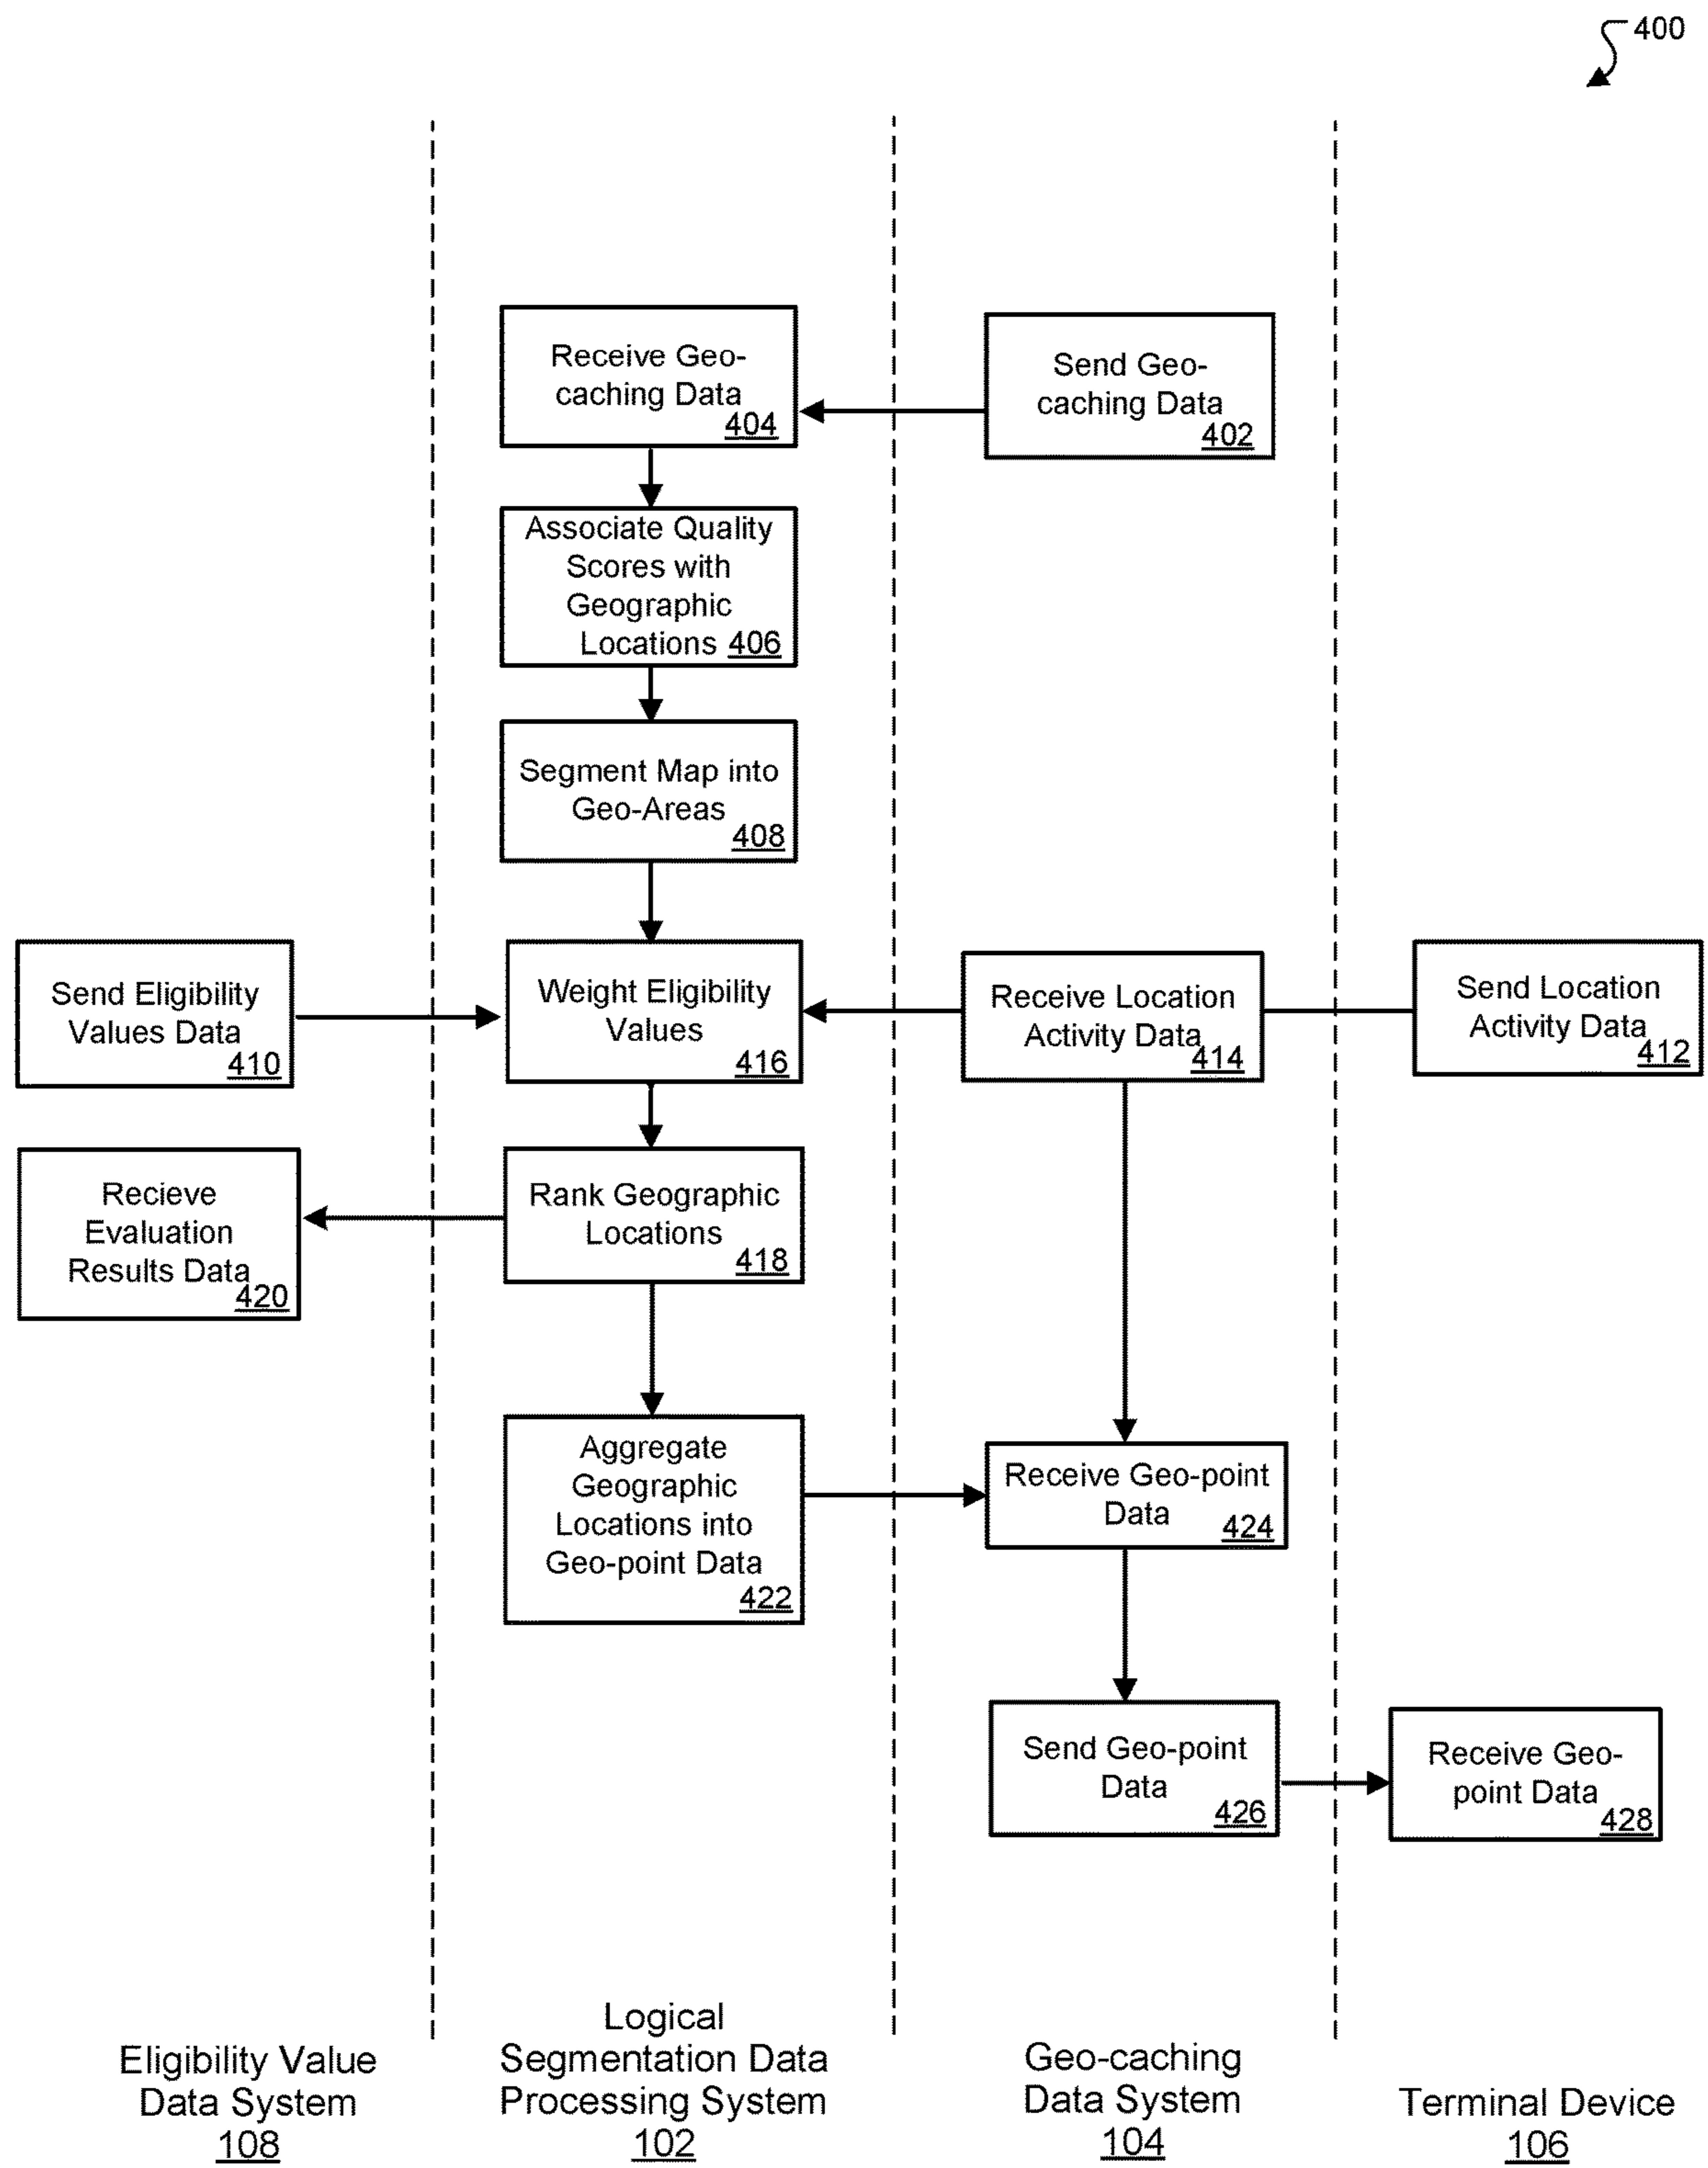 400
Receive Geo-
caching Data
404
Send Geo-
caching Data
402
Associate Quality
Scores with
Geographic
Locations 406
Segment Map into
Geo-Areas
408
Send Eligibility
Values Data
410
Weight Eligibility
Values
416
Receive Location
Activity Data
414
Send Location
Activity Data
412
Recieve
Evaluation
Results Data
420
Rank Geographic
Locations
418
Aggregate
Geographic
Locations into
Geo-point Data
422
Receive Geo-point
Data
424
Send Geo-point
Data
426
Receive Geo-
point Data
428
Eligibility Value
Data System
108
Logical
Segmentation Data
Processing System
102
Geo-caching
Data System
104
Terminal Device
106